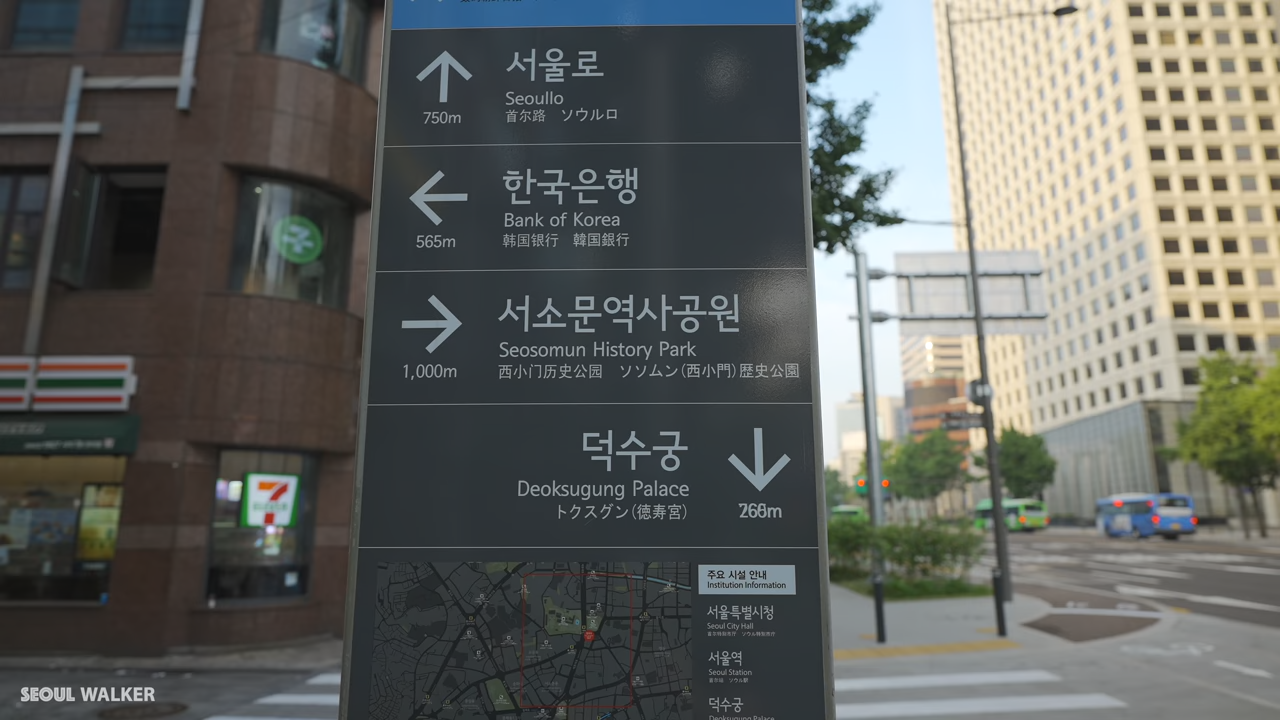 서울로
Seoullo
首尔路 ソウルロ
750m
한국은행
Bank of Korea
韩国银行 韓国銀行
565m
서소문역사공원
Seosomun History Park
西小门历史公园 ソソムン(西小門)歴史公園
1,000m
덕수궁
Deoksugung Palace
トクスグン(徳寿宮)
주요 시설 안내
Institution Information
서울특별시청
Seoul City Hall
서울역
Seoul Station
덕수궁
Deoksugung Palace
7
SEOUL WALKER